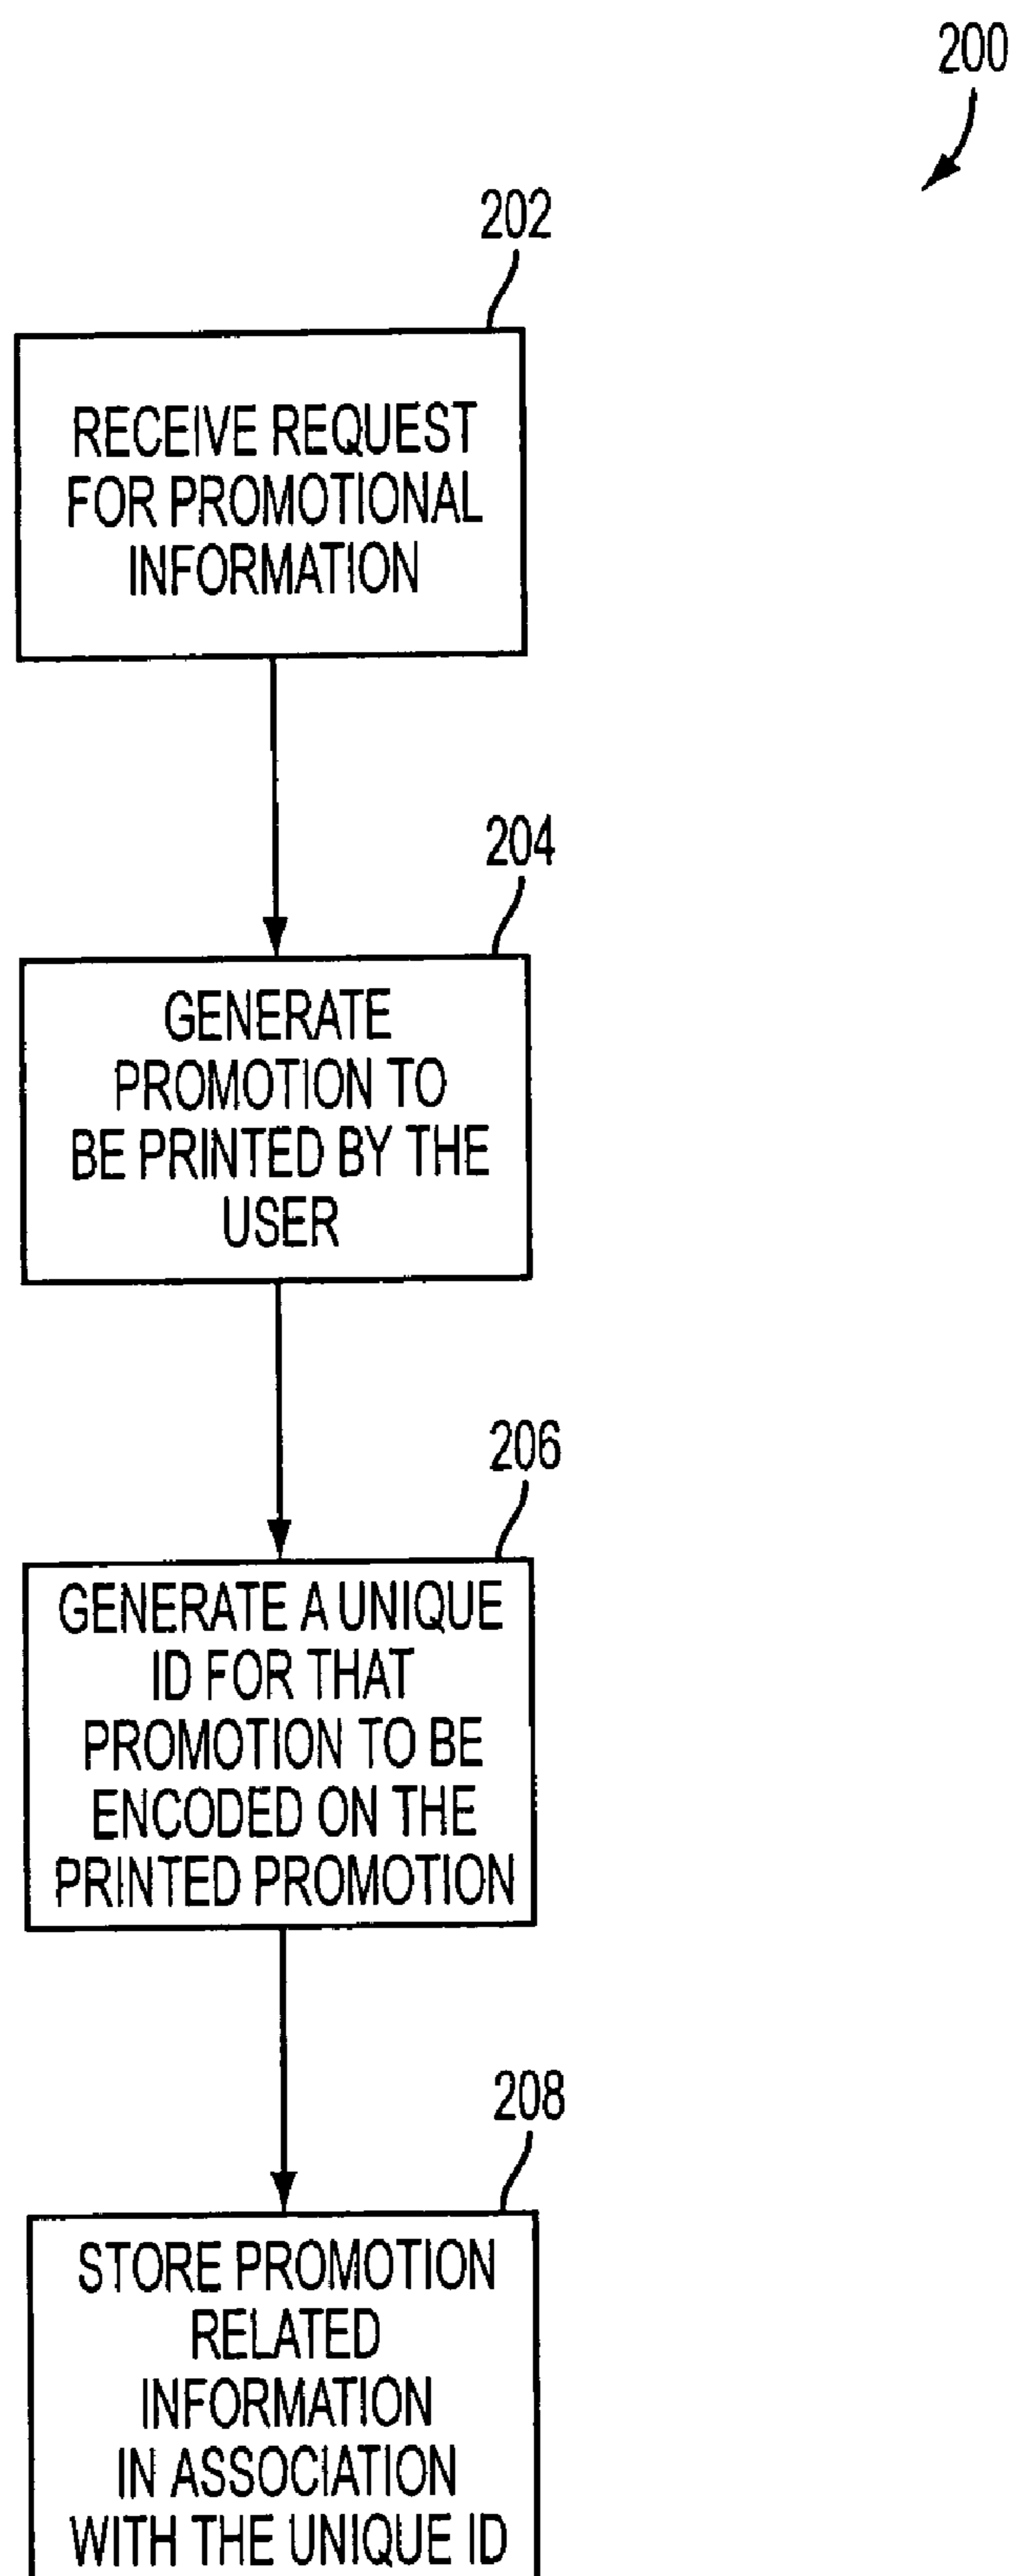 200
202
RECEIVE REQUEST
FOR PROMOTIONAL
INFORMATION
204
GENERATE
PROMOTION TO
BE PRINTED BY THE
USER
206
GENERATE A UNIQUE
ID FOR THAT
PROMOTION TO BE
ENCODED ON THE
PRINTED PROMOTION
208
STORE PROMOTION
RELATED
INFORMATION
IN ASSOCIATION
WITH THE UNIQUE ID